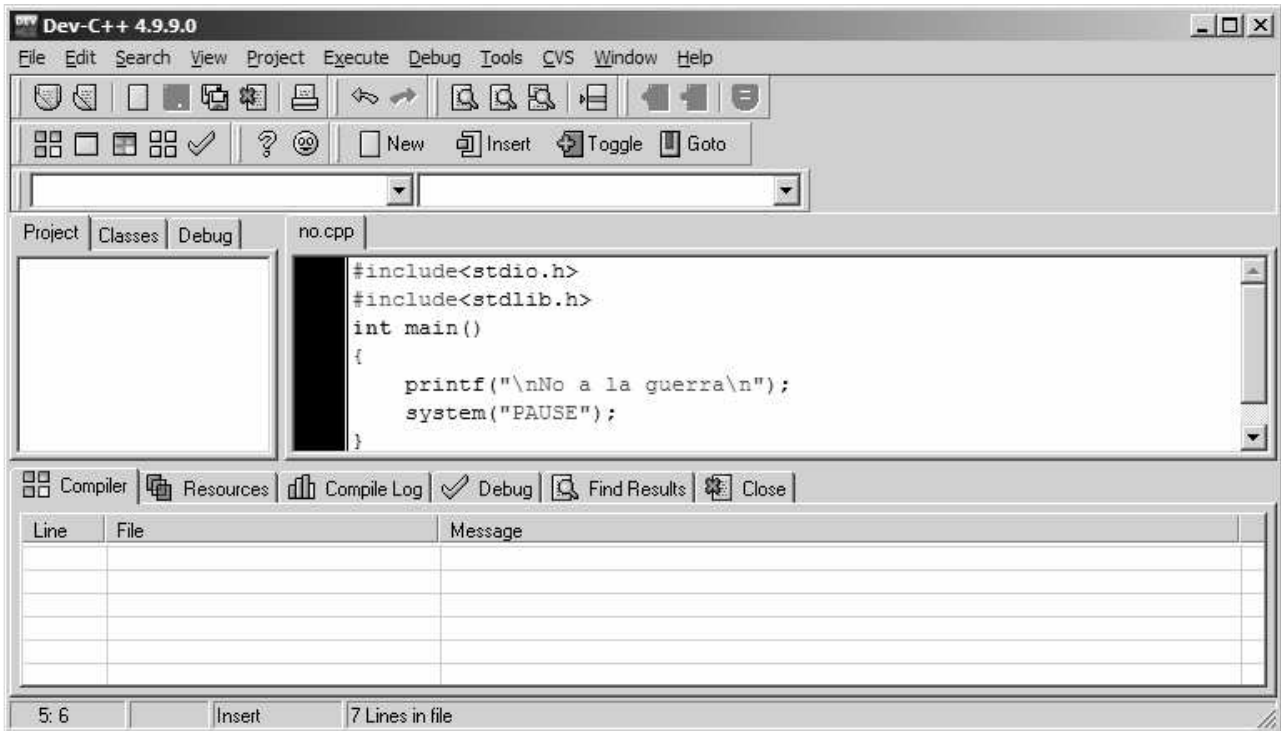 Dev-C++ 4.9.9.0
File Edit Search View Project Execute Debug Tools CVS Window Help
New Insert Toggle Goto
Project Classes Debug
no.cpp
#include<stdio.h>
#include<stdlib.h>
int main()
{
    printf("\nNo a la guerra\n");
    system("PAUSE");
}
Compiler Resources Compile Log Debug Find Results Close
Line File Message
5: 6 Insert 7 Lines in file